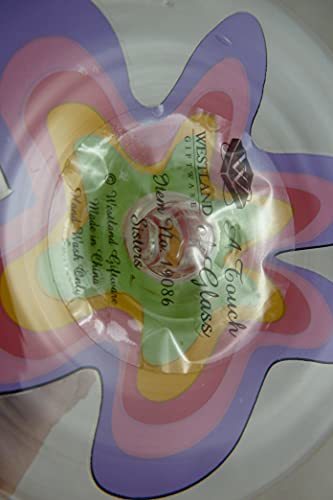 WESTLAND
GIFTWARE
A Touch
of Glass
Item No. 19086
Sisters
© Westland Giftware
Made in China
Hand Wash Only